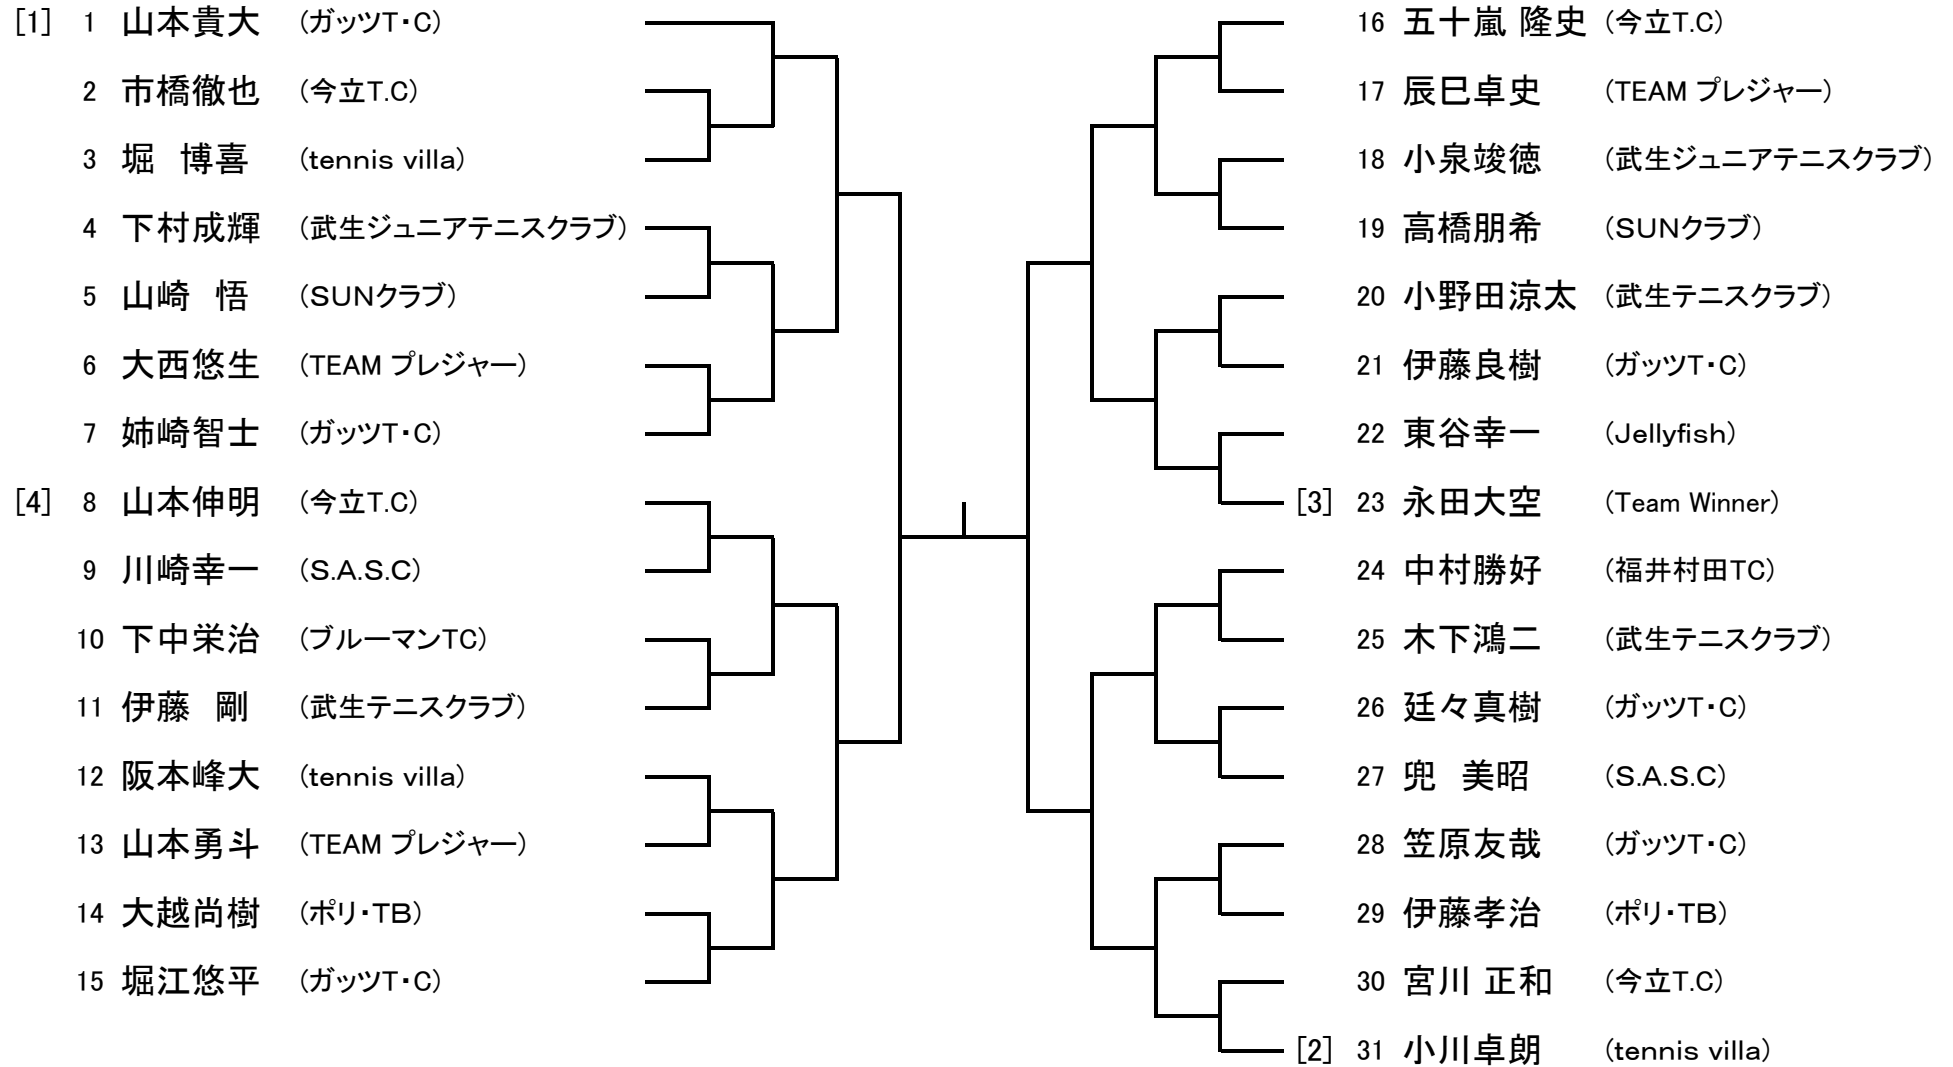 [1] 1 山本貴大 (ガッツT・C)
2 市橋徹也 (今立T.C)
3 堀 博喜 (tennis villa)
4 下村成輝 (武生ジュニアテニスクラブ)
5 山崎 悟 (SUNクラブ)
6 大西悠生 (TEAM プレジャー)
7 姉崎智士 (ガッツT・C)
[4] 8 山本伸明 (今立T.C)
9 川崎幸一 (S.A.S.C)
10 下中栄治 (ブルーマンTC)
11 伊藤 剛 (武生テニスクラブ)
12 阪本峰大 (tennis villa)
13 山本勇斗 (TEAM プレジャー)
14 大越尚樹 (ポリ・TB)
15 堀江悠平 (ガッツT・C)
16 五十嵐 隆史 (今立T.C)
17 辰巳卓史 (TEAM プレジャー)
18 小泉竣徳 (武生ジュニアテニスクラブ)
19 高橋朋希 (SUNクラブ)
20 小野田涼太 (武生テニスクラブ)
21 伊藤良樹 (ガッツT・C)
22 東谷幸一 (Jellyfish)
[3] 23 永田大空 (Team Winner)
24 中村勝好 (福井村田TC)
25 木下鴻二 (武生テニスクラブ)
26 廷々真樹 (ガッツT・C)
27 兜 美昭 (S.A.S.C)
28 笠原友哉 (ガッツT・C)
29 伊藤孝治 (ポリ・TB)
30 宮川 正和 (今立T.C)
[2] 31 小川卓朗 (tennis villa)